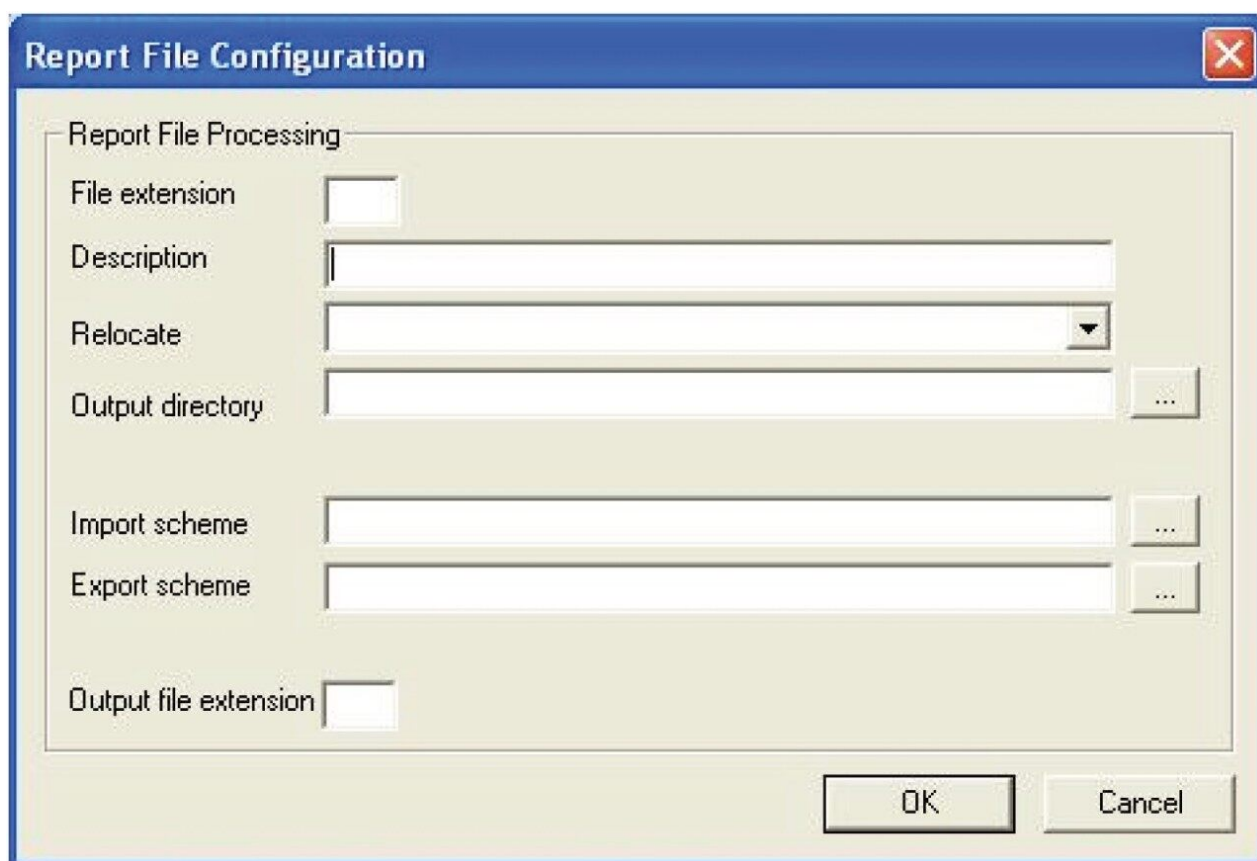 Report File Configuration
Report File Processing
File extension
Description
Relocate
Output directory
...
Import scheme
...
Export scheme
...
Output file extension
OK
Cancel